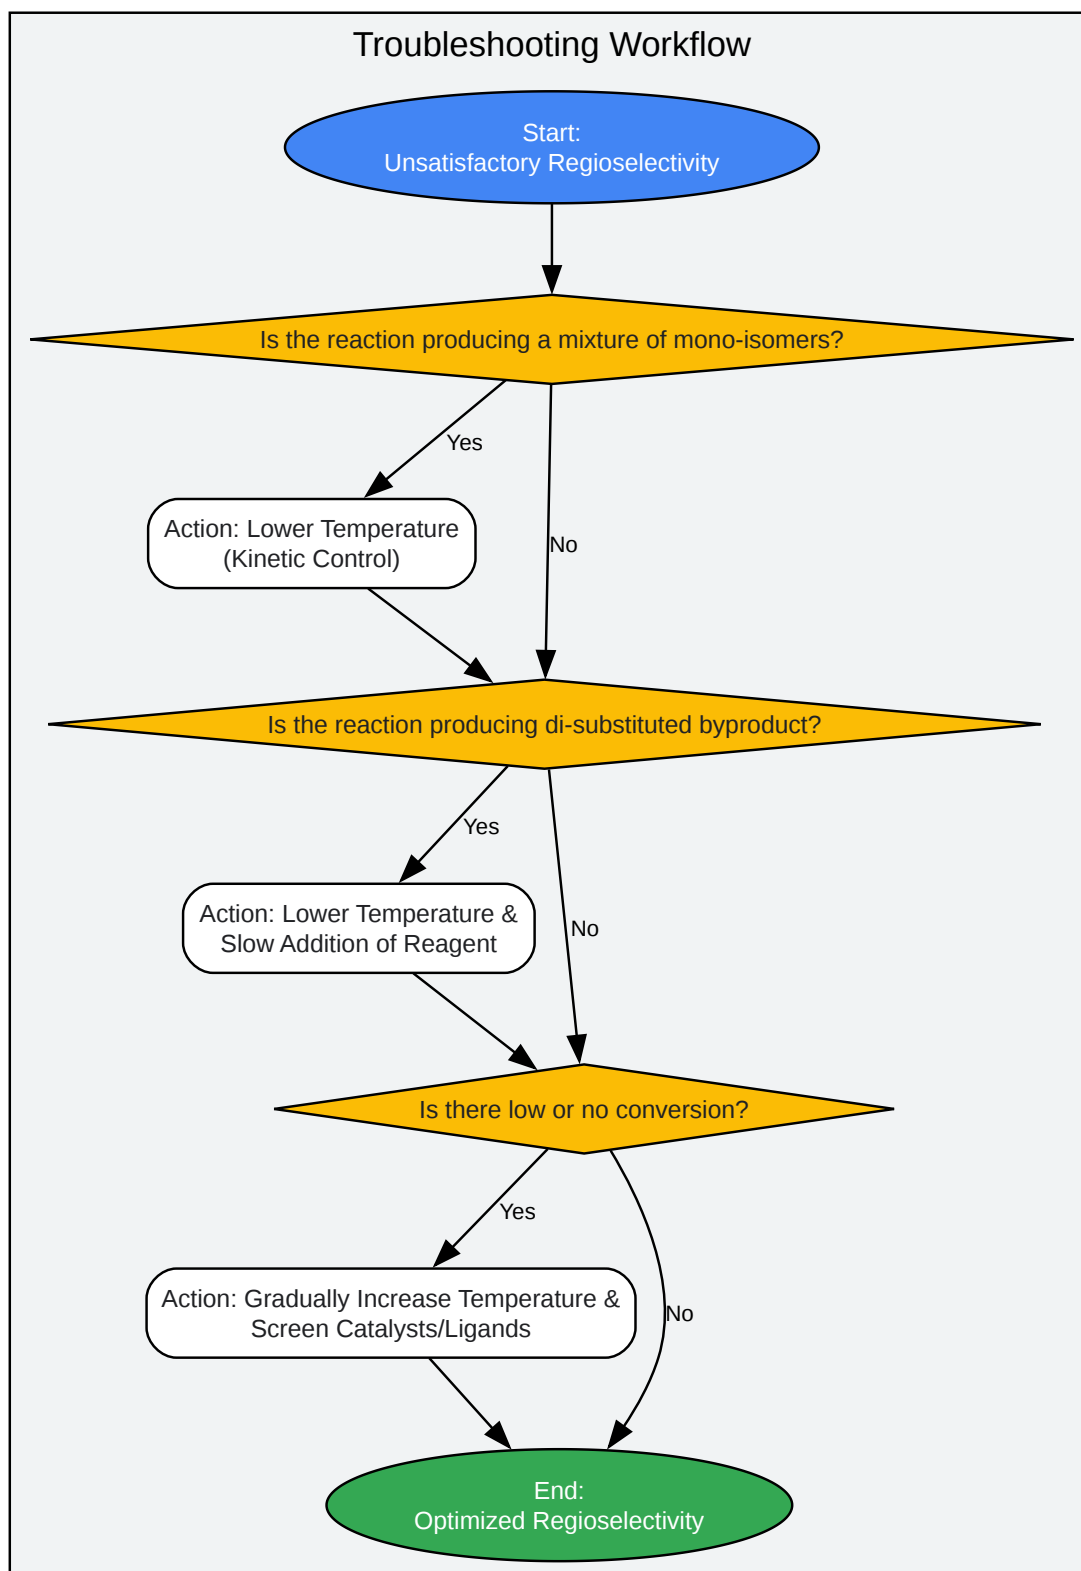 Troubleshooting Workflow
Start:
Unsatisfactory Regioselectivity
Is the reaction producing a mixture of mono-isomers?
Yes
Action: Lower Temperature
(Kinetic Control)
No
Is the reaction producing di-substituted byproduct?
Yes
Action: Lower Temperature &
Slow Addition of Reagent
No
Is there low or no conversion?
Yes
Action: Gradually Increase Temperature &
Screen Catalysts/Ligands
No
End:
Optimized Regioselectivity